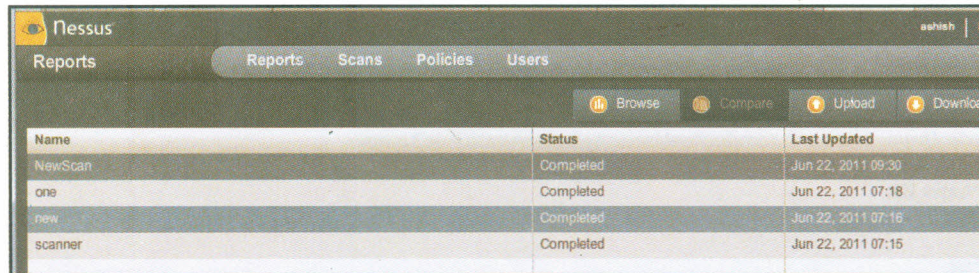 Nessus
ashish
Reports
Reports Scans Policies Users
Browse Compare Upload Downloa
Name Status Last Updated
NewScan Completed Jun 22, 2011 09:30
one Completed Jun 22, 2011 07:18
new Completed Jun 22, 2011 07:16
scanner Completed Jun 22, 2011 07:15